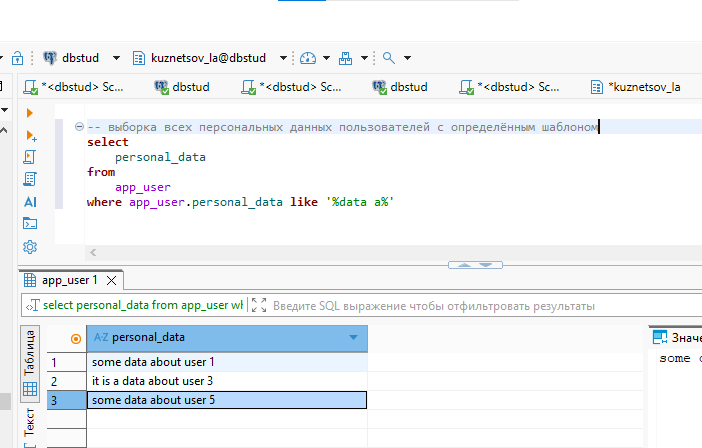 dbstud kuznetsov_la@dbstud
*<dbstud> Sc... dbstud *<dbstud> Sc... dbstud *<dbstud> Sc... *kuznetsov_la
-- выборка всех персональных данных пользователей с определённым шаблоном
select
personal_data
from
app_user
where app_user.personal_data like '%data a%'
AI
app_user 1
select personal_data from app_user wh
Введите SQL выражение чтобы отфильтровать результаты
Таблица
Текст
A-Z personal_data
1 some data about user 1
2 it is a data about user 3
3 some data about user 5
Значе
some